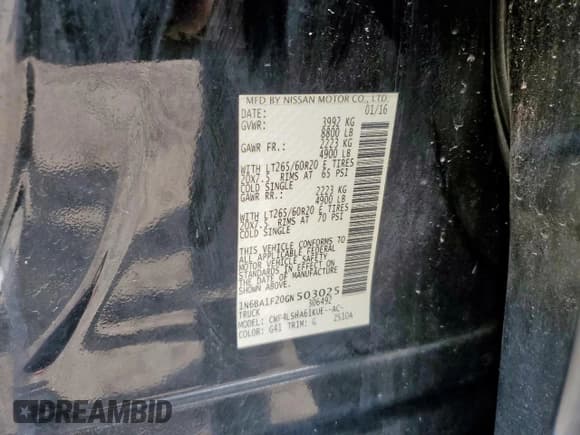 MFD BY NISSAN MOTOR CO., LTD.
DATE: 01/16
GVWR: 3992 KG
8800 LB
GAWR FR.: 2223 KG
4900 LB
WITH LT265/60R20 E TIRES
20X7.5 RIMS AT 65 PSI
COLD SINGLE
GAWR RR.: 2223 KG
4900 LB
WITH LT265/60R20 E TIRES
20X7.5 RIMS AT 70 PSI
COLD SINGLE
THIS VEHICLE CONFORMS TO
ALL APPLICABLE FEDERAL
MOTOR VEHICLE SAFETY
STANDARDS IN EFFECT ON
THE DATE OF MANUFACTURE
SHOWN ABOVE.
1N6BA1F20GN503025
TRUCK 306492
MODEL: CWF4LSHA61KUE--AC-
COLOR: G41 TRIM: G 2510A
DREAMBID